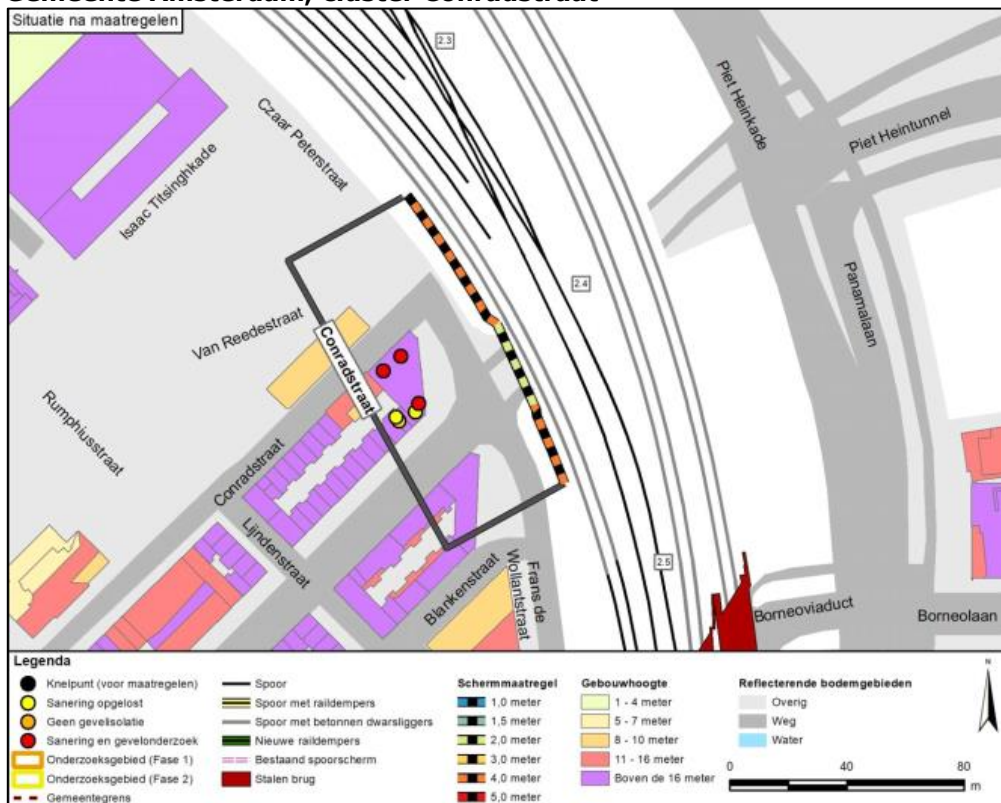 Gemeente Amsterdam, cluster Conradstraat
Situatie na maatregelen
2.3
Piet Heinkade
Piet Heintunnel
Czaar Peterstraat
Isaac Titsinghkade
2.4
Panamalaan
Van Reedestraat
Conradstraat
Rumphiusstraat
Conradstraat
Lijndenstraat
2.5
Blankenstraat
Frans de
Wollantstraat
Borneoviaduct
Borneolaan
Legenda
Knelpunt (voor maatregelen)
Sanering opgelost
Geen gevelisolatie
Sanering en gevelonderzoek
Onderzoeksgebied (Fase 1)
Onderzoeksgebied (Fase 2)
Gemeentegrens
Spoor
Spoor met raildempers
Spoor met betonnen dwarsliggers
Nieuwe raildempers
Bestaand spoorscherm
Stalen brug
Schermmaatregel
1,0 meter
1,5 meter
2,0 meter
3,0 meter
4,0 meter
5,0 meter
Gebouwhoogte
1 - 4 meter
5 - 7 meter
8 - 10 meter
11 - 16 meter
Boven de 16 meter
Reflecterende bodemgebieden
Overig
Weg
Water
N
0 40 80
m